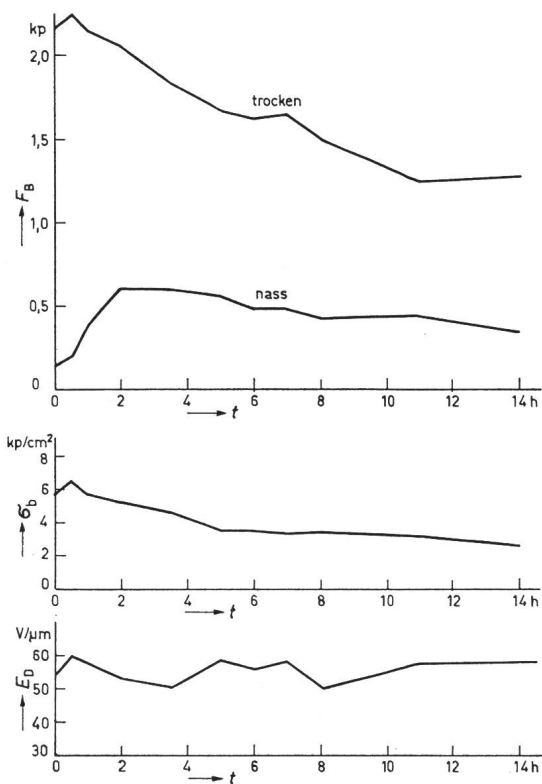 kp
2,0
trocken
1,5
F_B
1,0
nass
0,5
0
0 2 4 6 8 10 12 14 h
t
kp/cm²
8
6
σ_b
4
2
0
0 2 4 6 8 10 12 14 h
t
V/µm
60
E_D
50
40
30
0 2 4 6 8 10 12 14 h
t